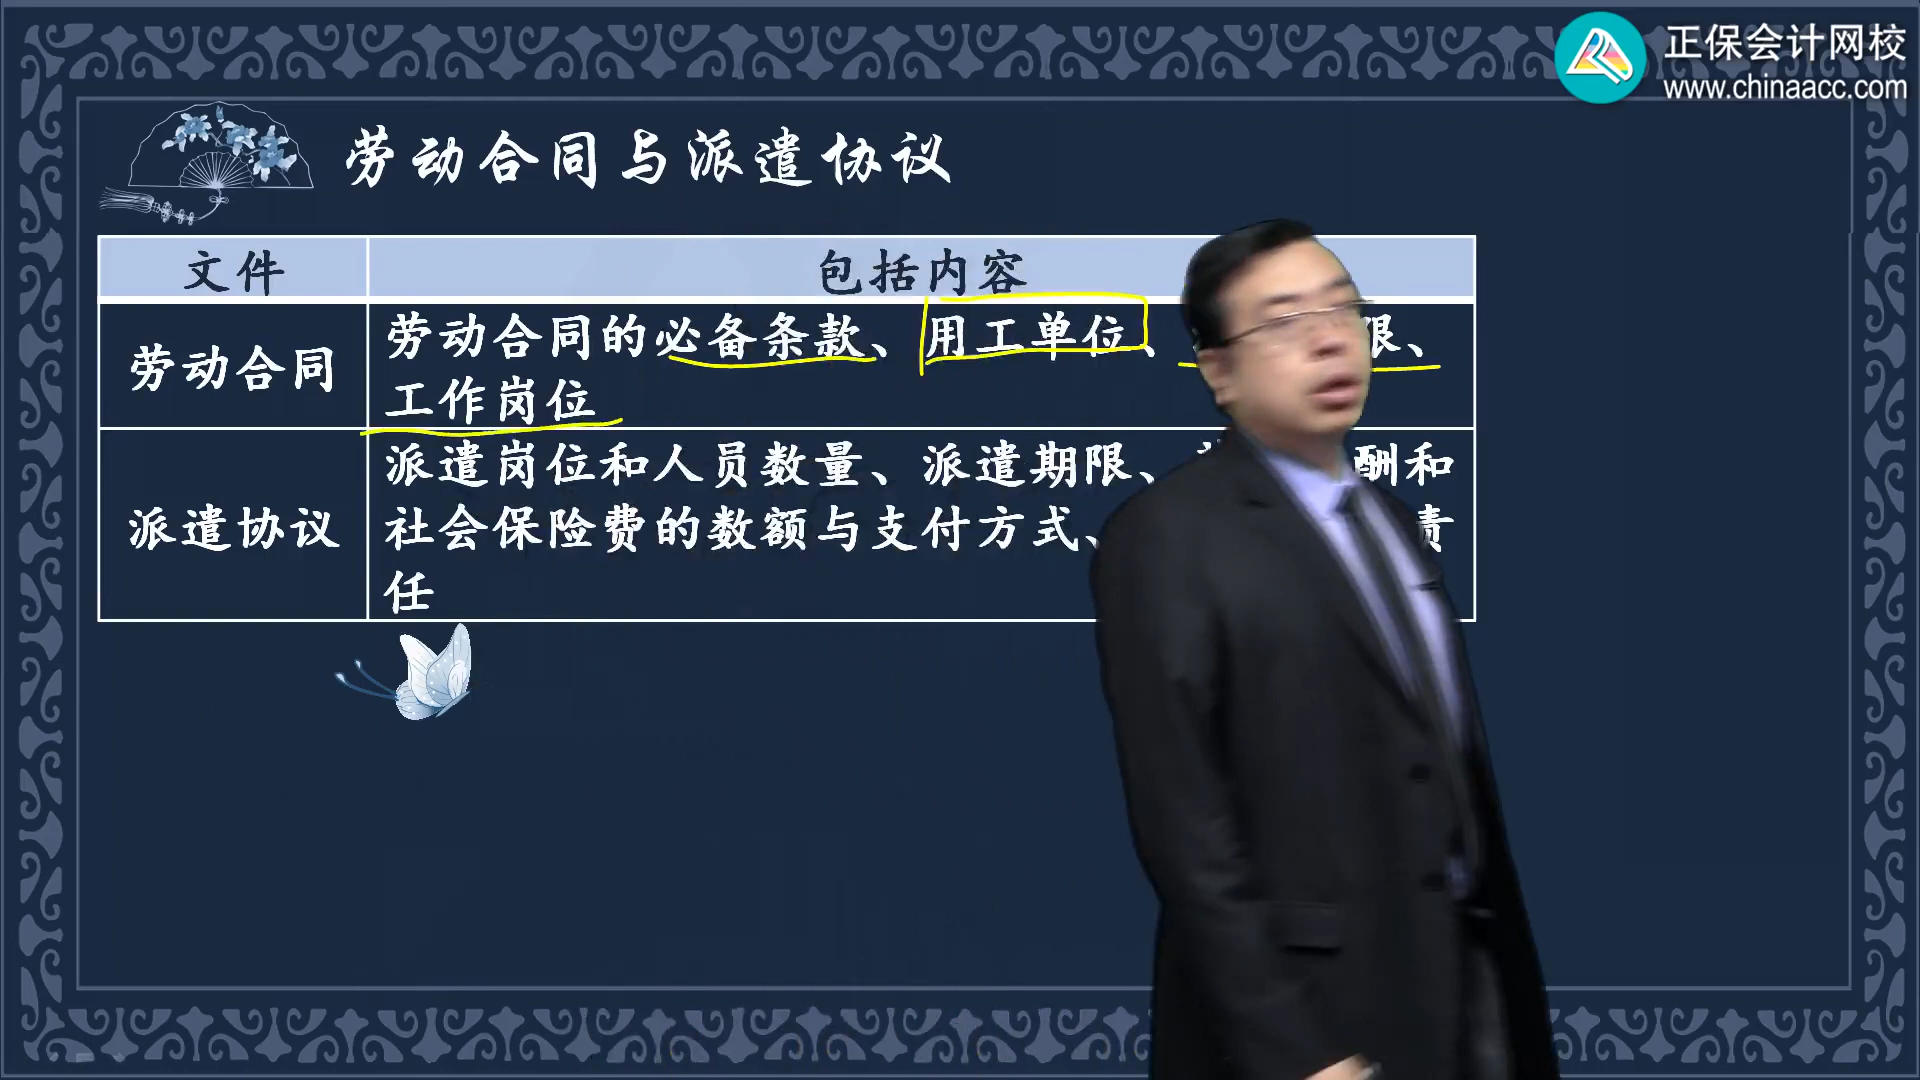 正保会计网校
www.chinaacc.com
劳动合同与派遣协议
文件
包括内容
劳动合同
劳动合同的必备条款、用工单位、限、
工作岗位
派遣协议
派遣岗位和人员数量、派遣期限、酬和
社会保险费的数额与支付方式、责
任